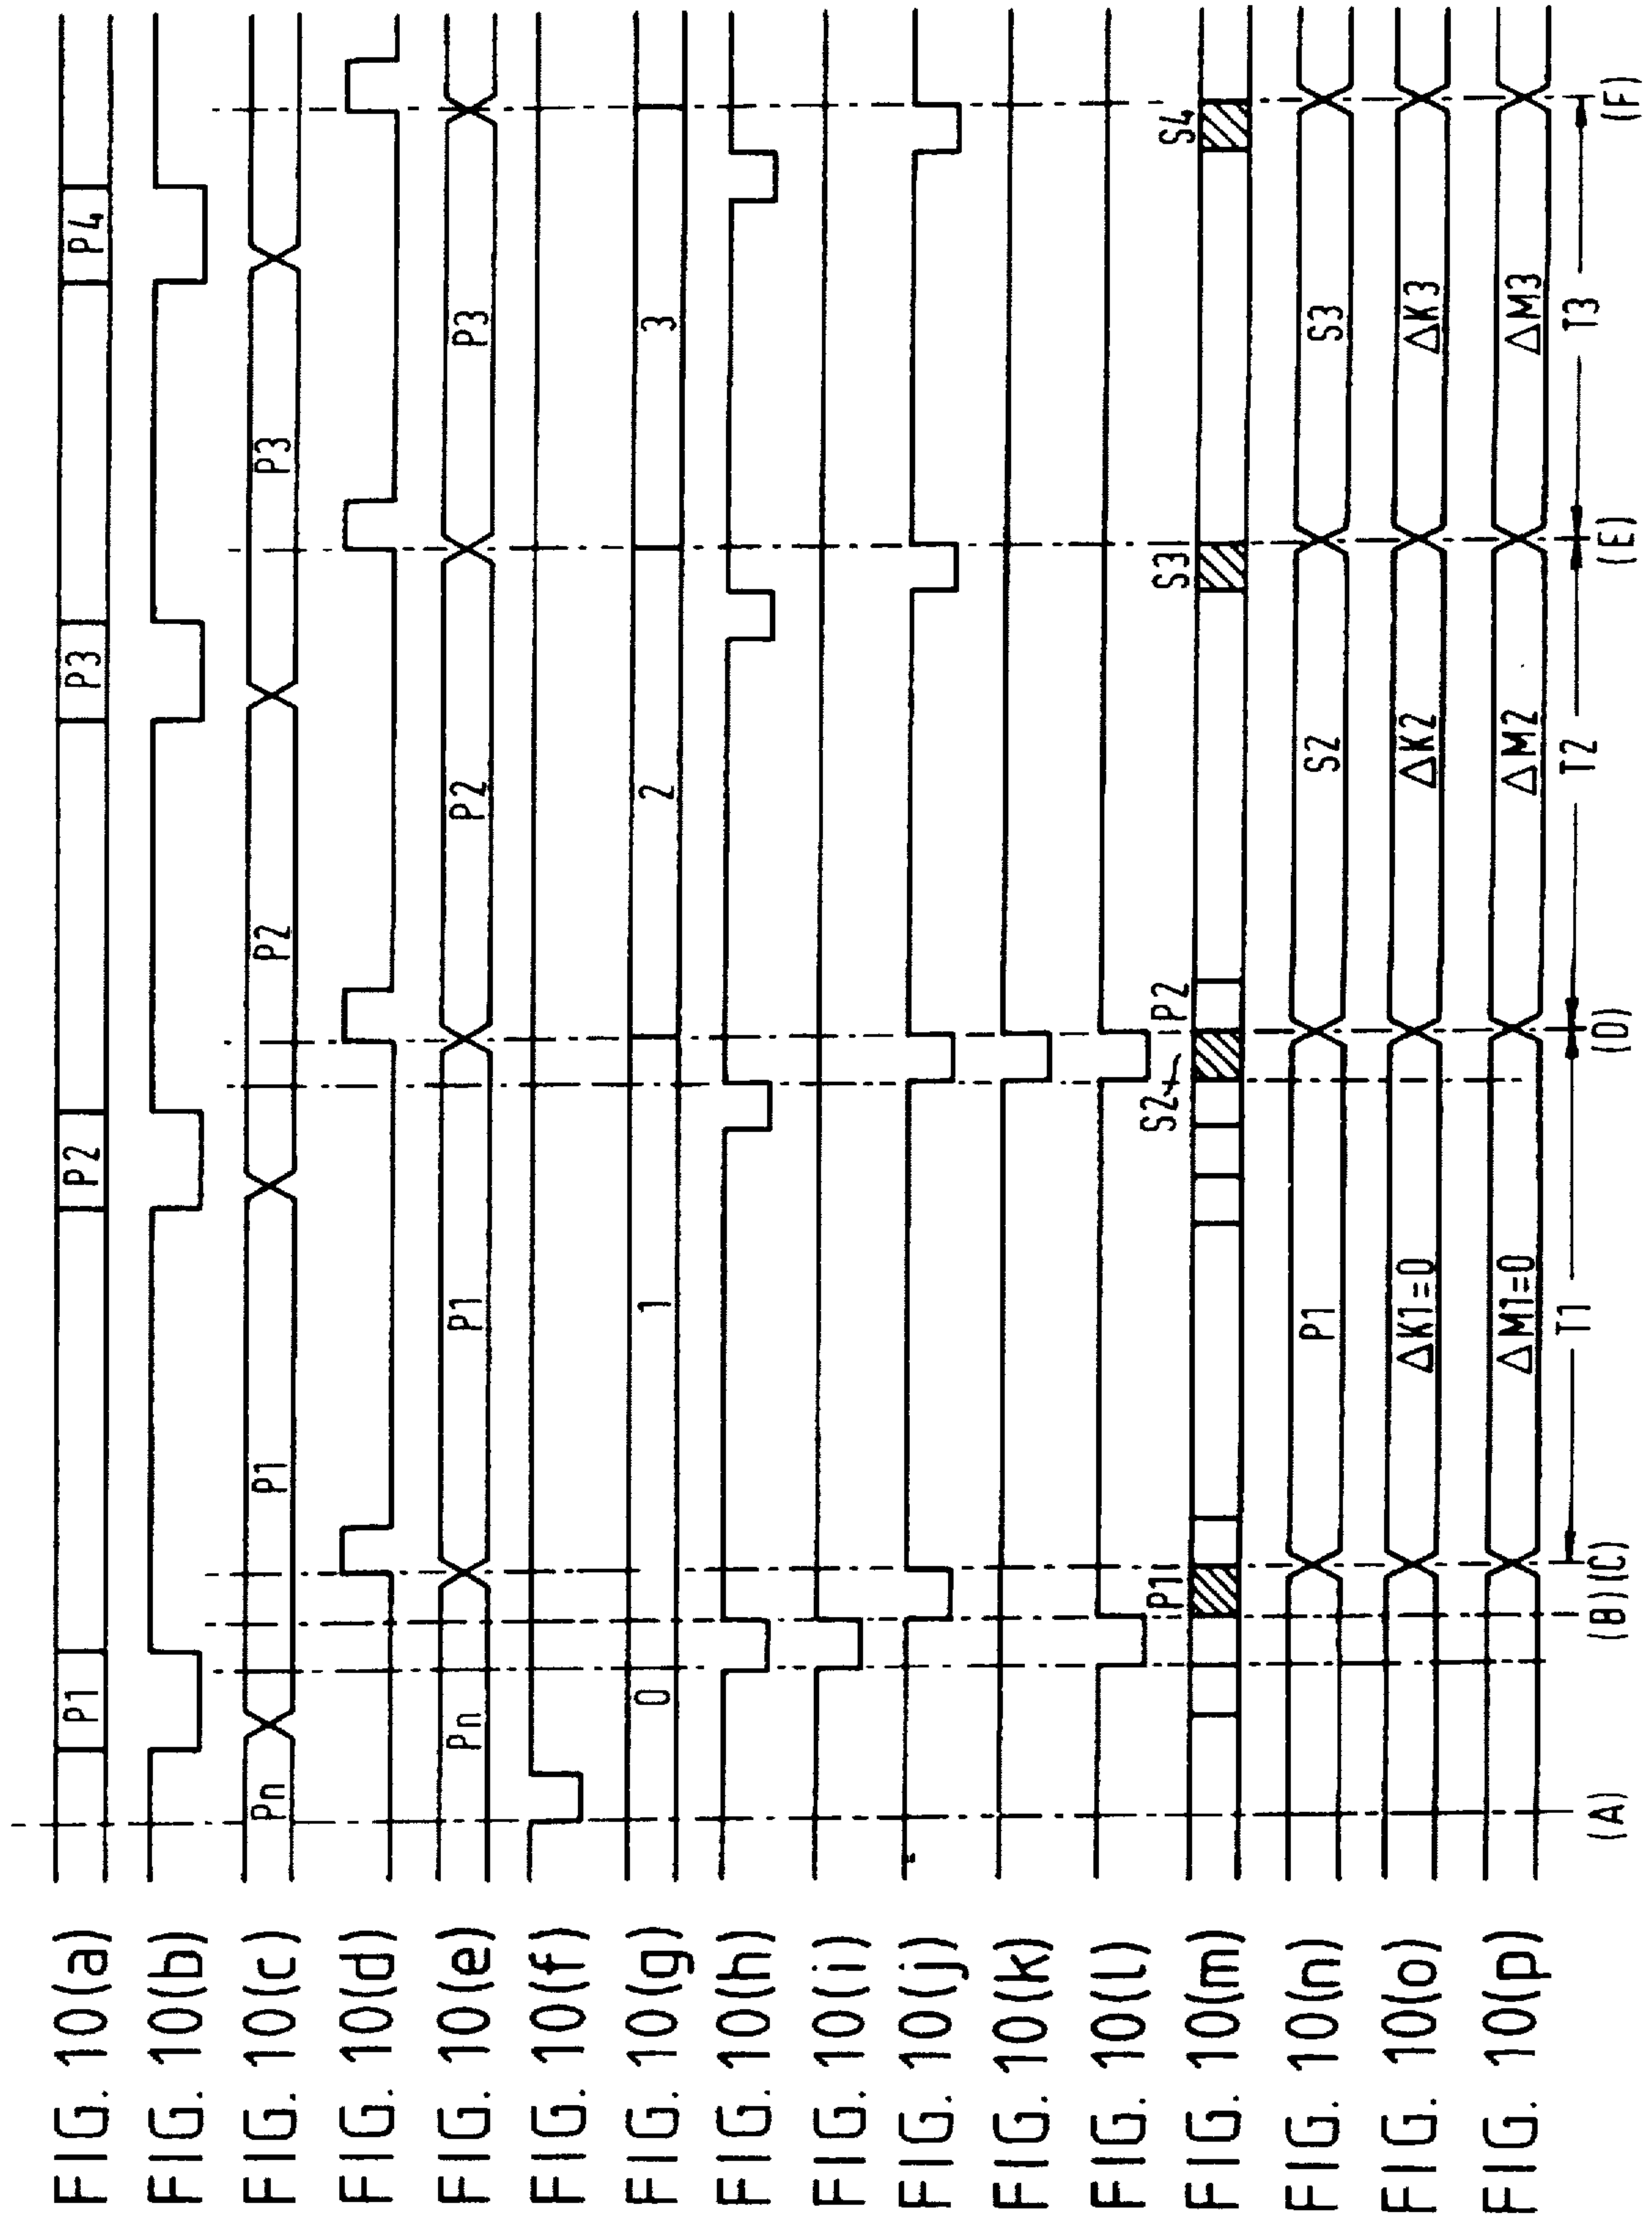 FIG. 10(a) P1 P2 P3 P4
FIG. 10(b)
FIG. 10(c) Pn P1 P2 P3
FIG. 10(d)
FIG. 10(e) Pn P1 P2 P3
FIG. 10(f)
FIG. 10(g) 0 1 2 3
FIG. 10(h)
FIG. 10(i)
FIG. 10(j)
FIG. 10(k)
FIG. 10(l)
P1 S2 P2 S3 S4
FIG. 10(m)
FIG. 10(n) P1 S2 S3
FIG. 10(o) ΔK1=0 ΔK2 ΔK3
FIG. 10(p) ΔM1=0 ΔM2 ΔM3
T1 T2 T3
(A) (B) (C) (D) (E) (F)